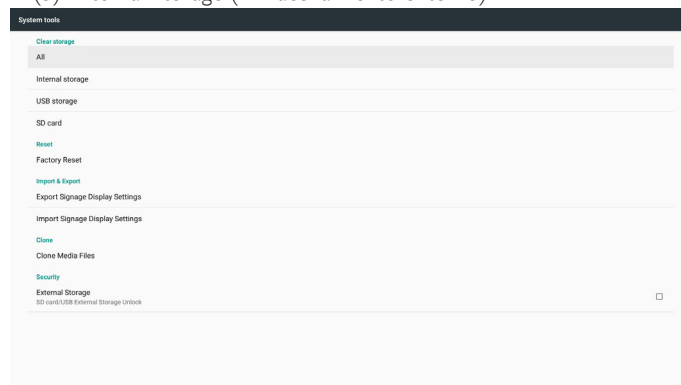 System tools
Clear storage
All
Internal storage
USB storage
SD card
Reset
Factory Reset
Import & Export
Export Signage Display Settings
Import Signage Display Settings
Clone
Clone Media Files
Security
External Storage
SD card/USB External Storage Unlock